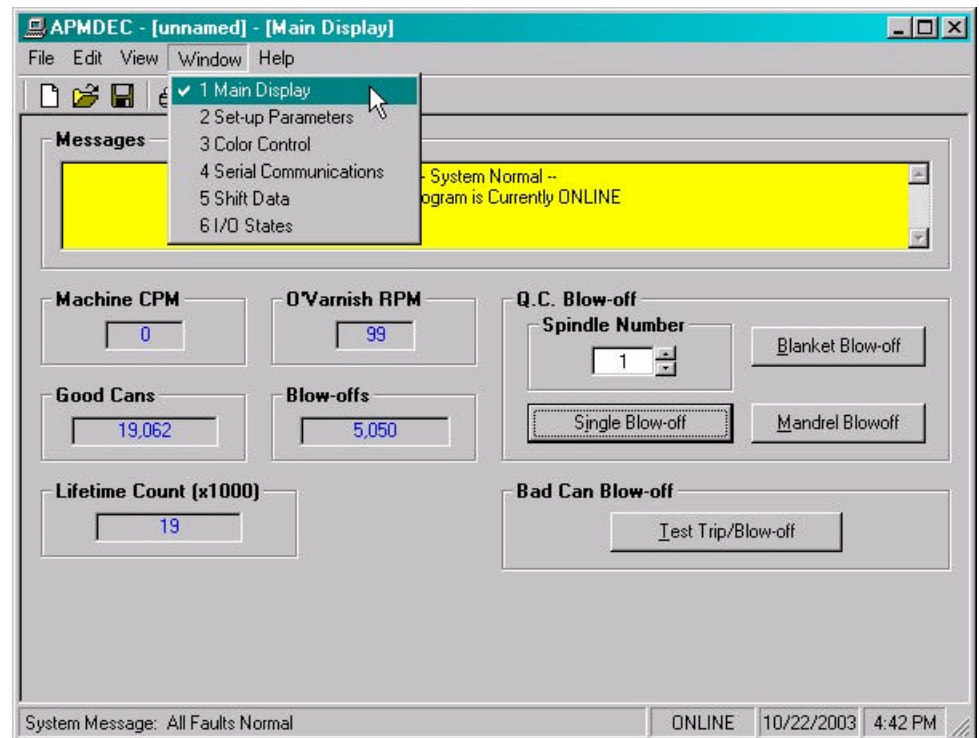 APMDEC - [unnamed] - [Main Display]
File Edit View Window Help
✔ 1 Main Display
2 Set-up Parameters
3 Color Control
4 Serial Communications
5 Shift Data
6 I/O States
Messages
- System Normal --
ogram is Currently ONLINE
Machine CPM
0
O'Varnish RPM
99
Good Cans
19,062
Blow-offs
5,050
Lifetime Count (x1000)
19
Q.C. Blow-off
Spindle Number
1
Blanket Blow-off
Single Blow-off
Mandrel Blowoff
Bad Can Blow-off
Test Trip/Blow-off
System Message: All Faults Normal
ONLINE
10/22/2003
4:42 PM